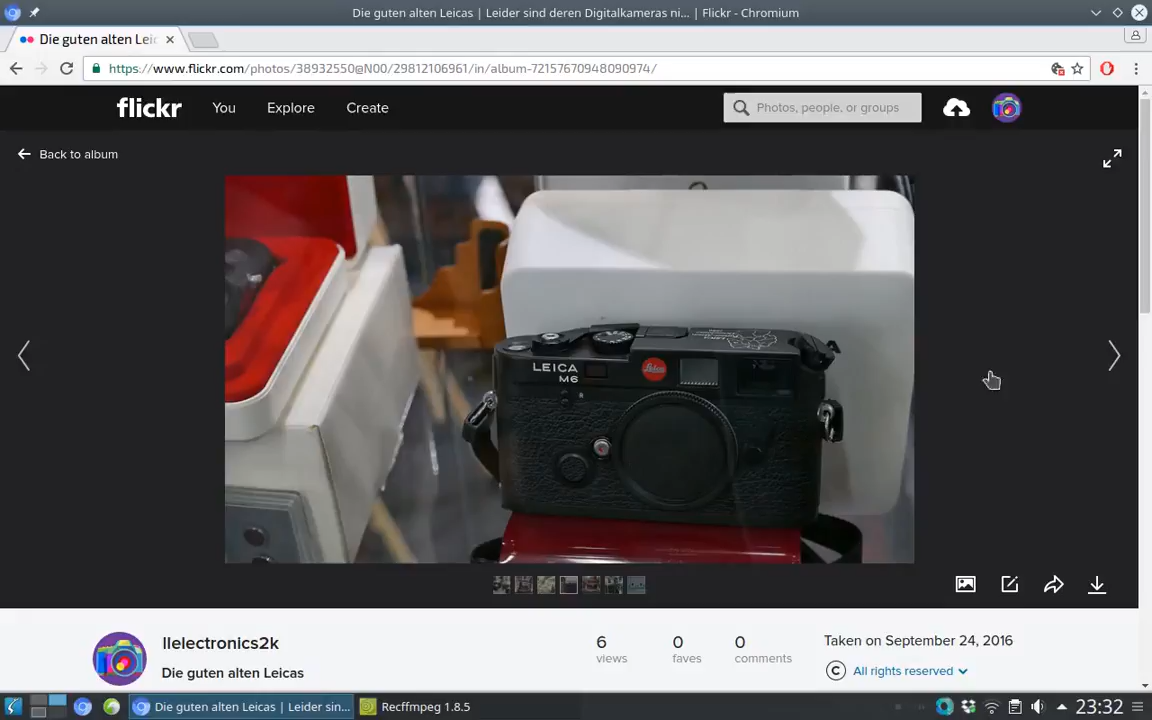 Die guten alten Leicas | Leider sind deren Digitalkameras ni... | Flickr - Chromium
Die guten alten Leic
https://www.flickr.com/photos/38932550@N00/29812106961/in/album-72157670948090974/
flickr
You
Explore
Create
Photos, people, or groups
Back to album
LEICA
M6
Leica
R
llelectronics2k
Die guten alten Leicas
6
views
0
faves
0
comments
Taken on September 24, 2016
All rights reserved
Die guten alten Leicas | Leider sin...
Recffmpeg 1.8.5
23:32